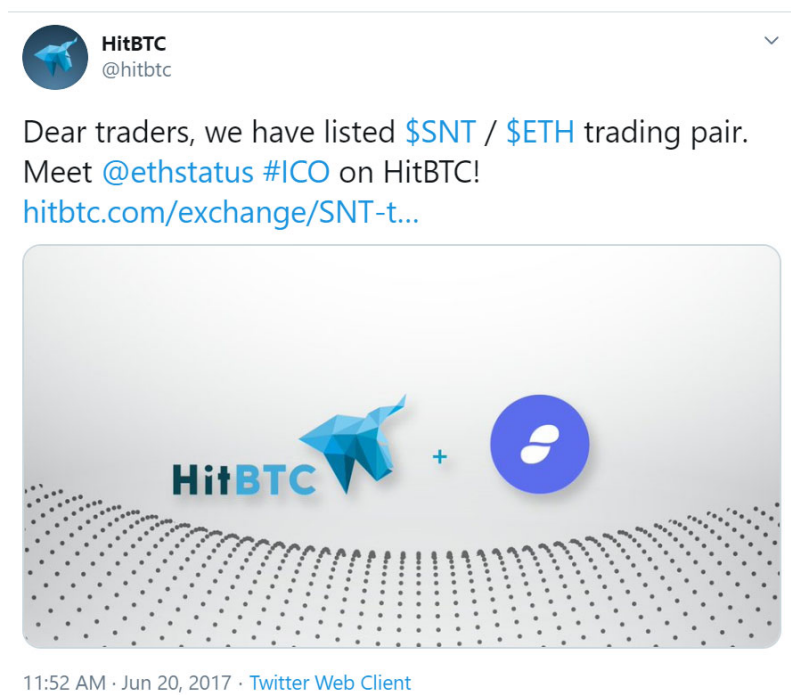 HitBTC
@hitbtc
Dear traders, we have listed $SNT / $ETH trading pair.
Meet @ethstatus #ICO on HitBTC!
hitbtc.com/exchange/SNT-t...
HitBTC +
11:52 AM · Jun 20, 2017 · Twitter Web Client